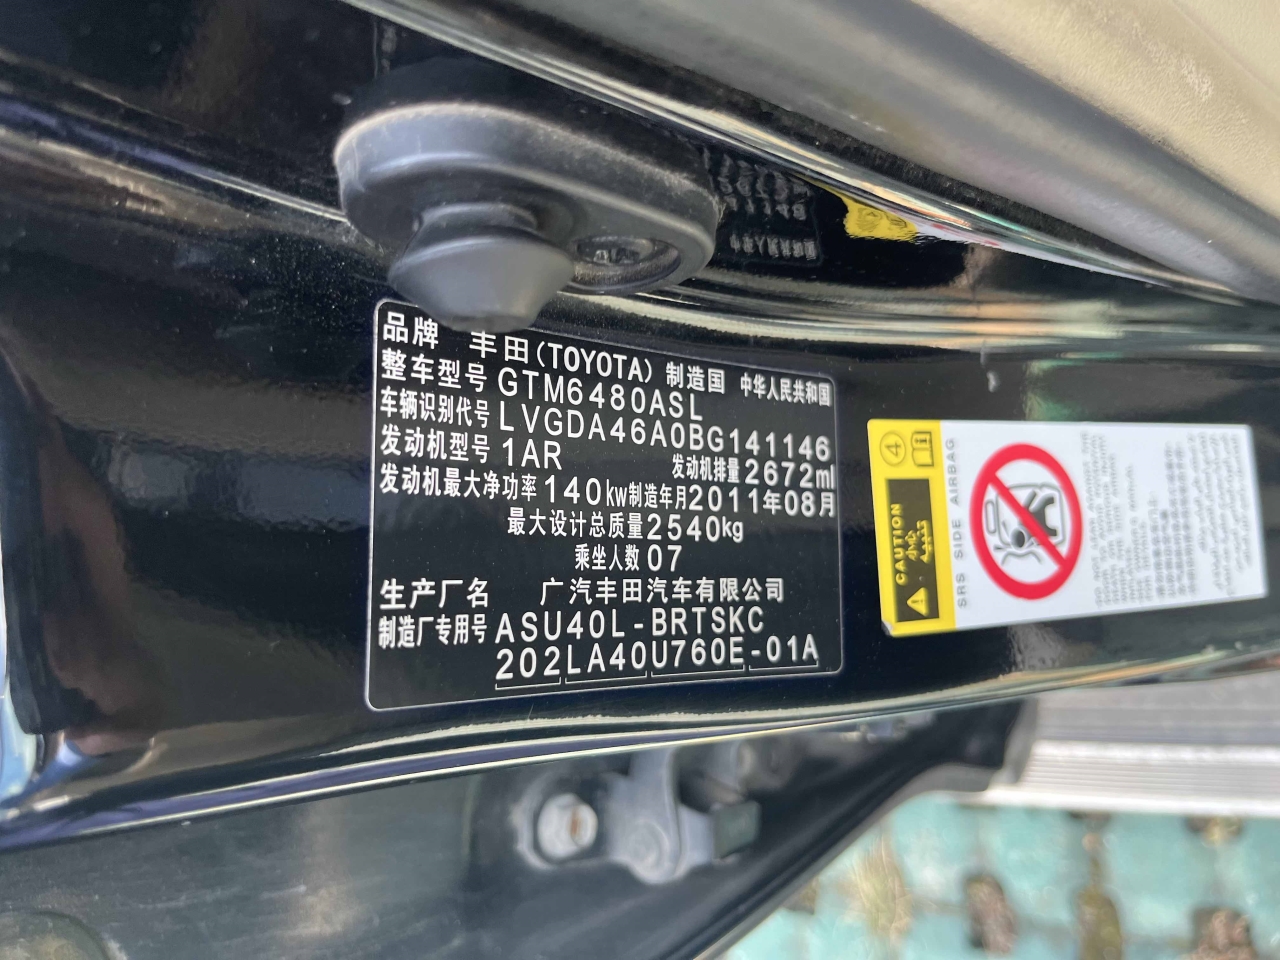 品牌 丰田(TOYOTA) 制造国 中华人民共和国
整车型号 GTM6480ASL
车辆识别代号 LVGDA46A0BG141146
发动机型号 1AR 发动机排量 2672ml
发动机最大净功率 140kw 制造年月 2011年08月
最大设计总质量 2540kg
乘坐人数 07
生产厂名 广汽丰田汽车有限公司
制造厂专用号 ASU40L-BRTSKC
202LA40U760E-01A
4
CAUTION
小心
تنبيه
SRS SIDE AIRBAG